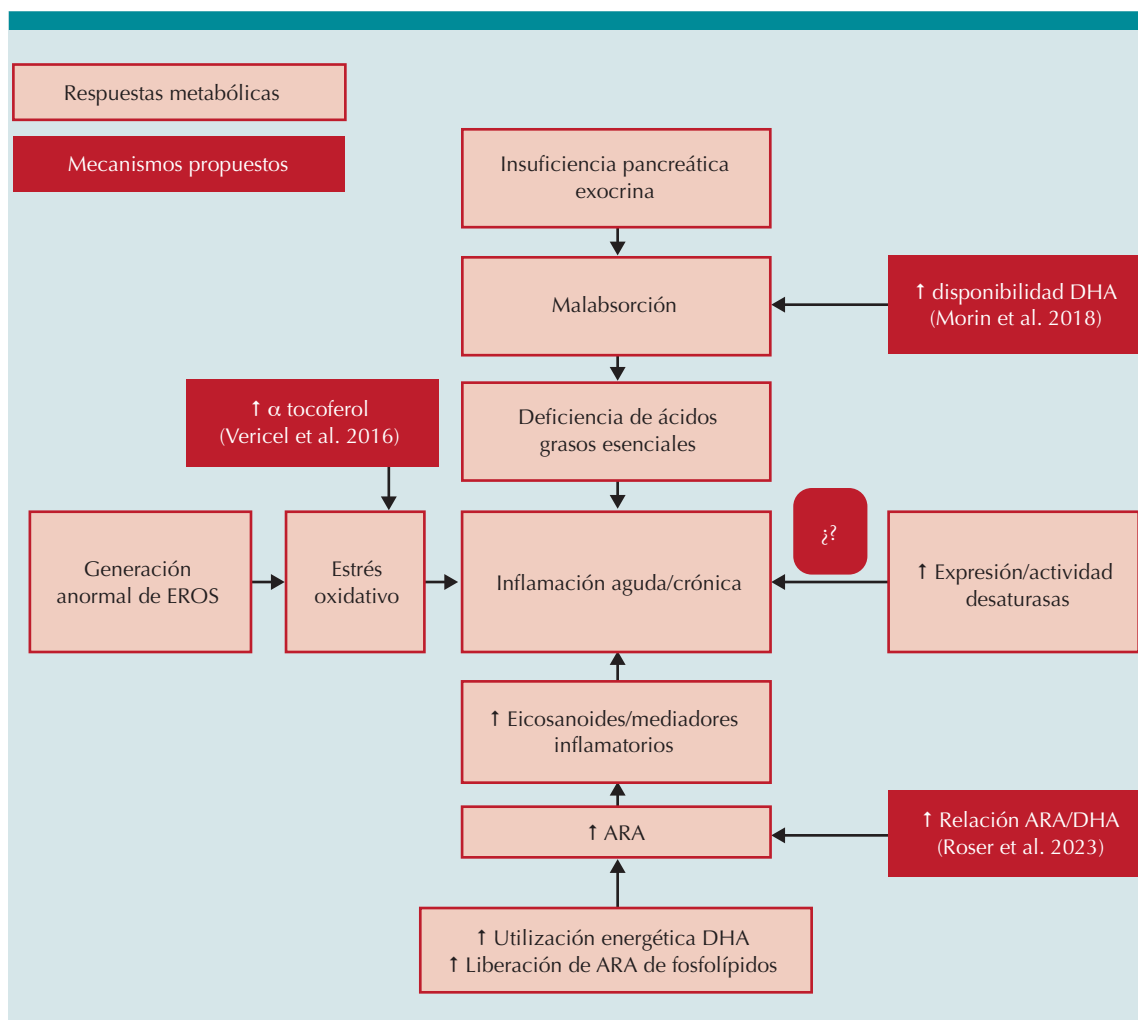 Respuestas metabólicas
Mecanismos propuestos
Insuficiencia pancreática
exocrina
Malabsorción
↑ disponibilidad DHA
(Morin et al. 2018)
↑ α tocoferol
(Vericel et al. 2016)
Deficiencia de ácidos
grasos esenciales
¿?
Generación
anormal de EROS
Estrés
oxidativo
Inflamación aguda/crónica
↑ Expresión/actividad
desaturasas
↑ Eicosanoides/mediadores
inflamatorios
↑ ARA
↑ Relación ARA/DHA
(Roser et al. 2023)
↑ Utilización energética DHA
↑ Liberación de ARA de fosfolípidos